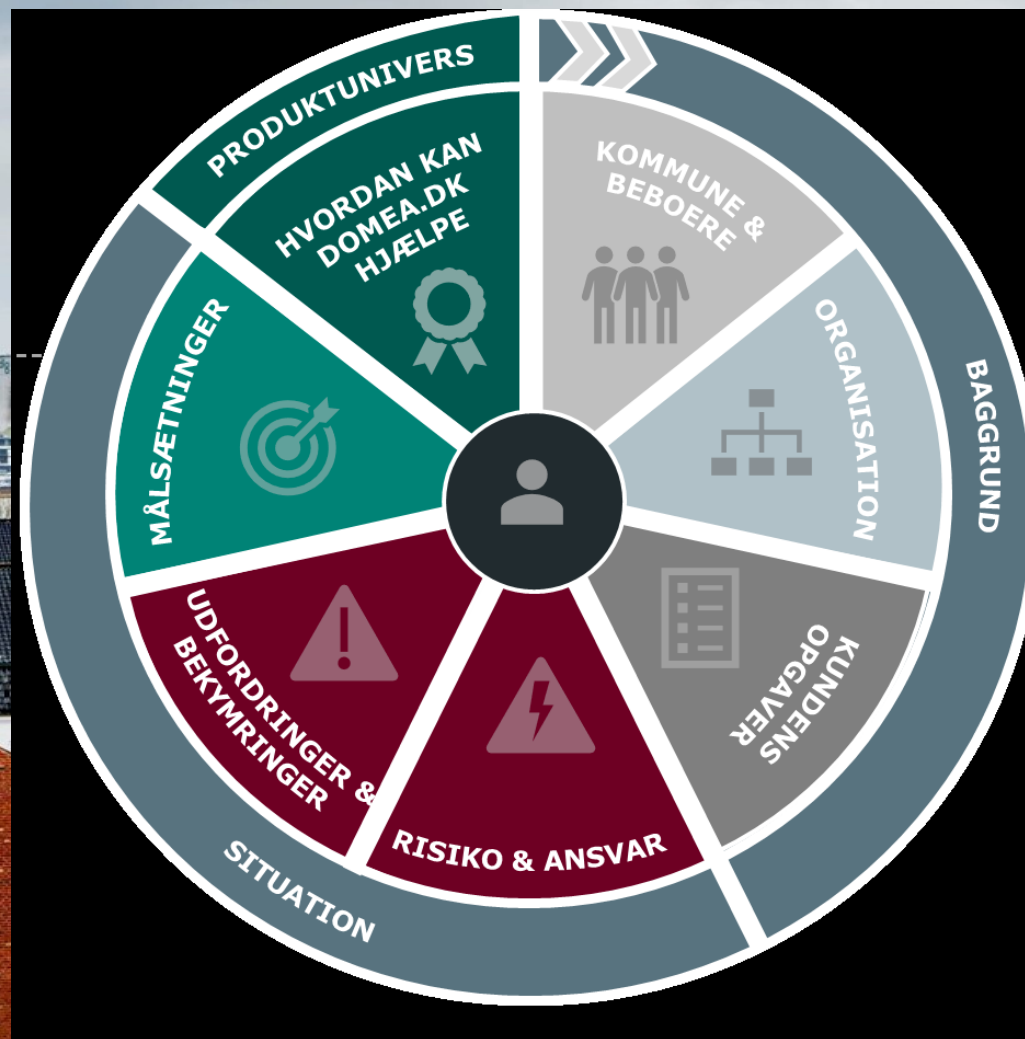 PRODUKTUNIVERS
HVORDAN KAN
DOMEA.DK
HJÆLPE
KOMMUNE &
BEBOERE
ORGANISATION
BAGGRUND
KUNDENS
OPGAVER
RISIKO & ANSVAR
UDFORDRINGER &
BEKYMRINGER
SITUATION
MÅLSÆTNINGER